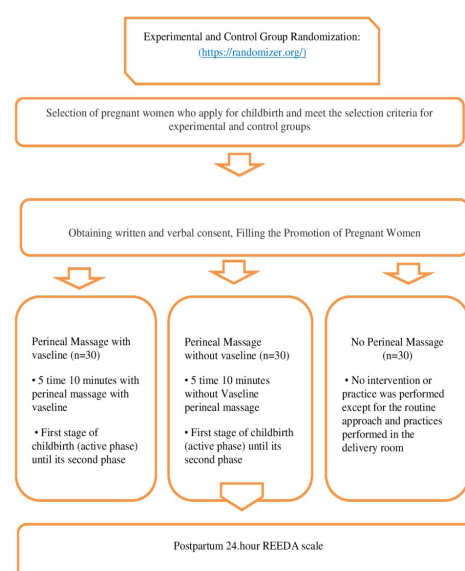 Experimental and Control Group Randomization:
(https://randomizer.org/)
Selection of pregnant women who apply for childbirth and meet the selection criteria for
experimental and control groups
Obtaining written and verbal consent, Filling the Promotion of Pregnant Women
Perineal Massage with
vaseline (n=30)
• 5 time 10 minutes with
perineal massage with
vaseline
• First stage of
childbirth (active phase)
until its second phase
Perineal Massage
without vaseline (n=30)
• 5 time 10 minutes
without Vaseline
perineal massage
• First stage of childbirth
(active phase) until its
second phase
No Perineal Massage
(n=30)
• No intervention or
practice was performed
except for the routine
approach and practices
performed in the
delivery room
Postpartum 24.hour REEDA scale